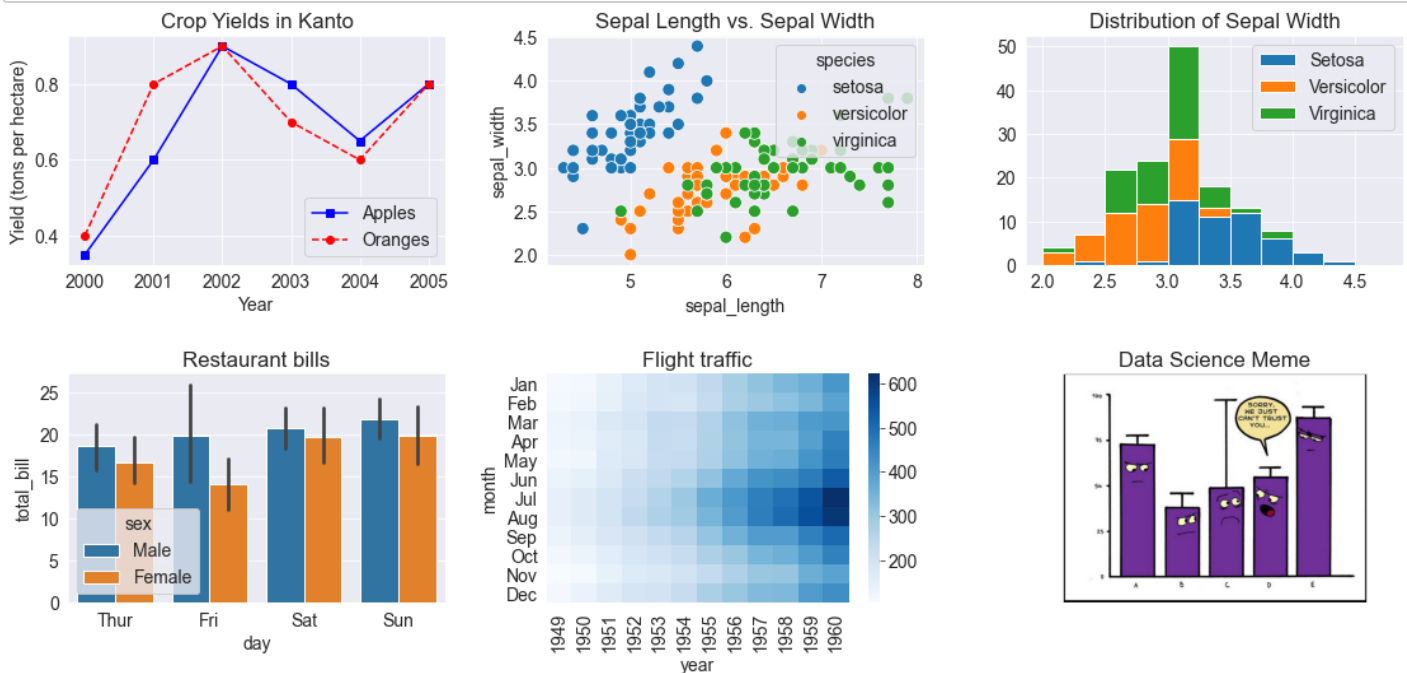 Crop Yields in Kanto
Yield (tons per hectare)
0.8
0.6
0.4
Apples
Oranges
2000 2001 2002 2003 2004 2005
Year
Sepal Length vs. Sepal Width
sepal_width
4.5
4.0
3.5
3.0
2.5
2.0
species
setosa
versicolor
virginica
5 6 7 8
sepal_length
Distribution of Sepal Width
50
40
30
20
10
0
Setosa
Versicolor
Virginica
2.0 2.5 3.0 3.5 4.0 4.5
Restaurant bills
total_bill
25
20
15
10
5
0
sex
Male
Female
Thur Fri Sat Sun
day
Flight traffic
month
Jan
Feb
Mar
Apr
May
Jun
Jul
Aug
Sep
Oct
Nov
Dec
1949 1950 1951 1952 1953 1954 1955 1956 1957 1958 1959 1960
year
600
500
400
300
200
Data Science Meme
SORRY,
WE JUST
CAN'T TRUST
YOU...
A B C D E